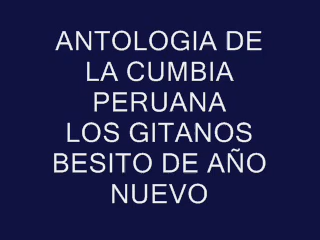 ANTOLOGIA DE
LA CUMBIA
PERUANA
LOS GITANOS
BESITO DE AÑO
NUEVO